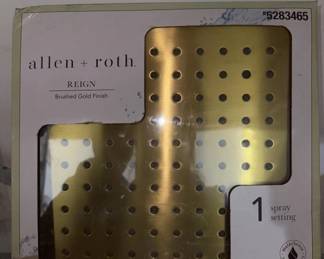 #5283465
allen + roth.
REIGN
Brushed Gold Finish
1 spray
setting